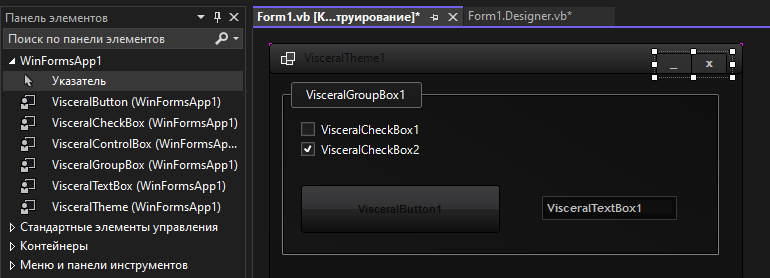 Панель элементов
Form1.vb [К...труирование]*
Form1.Designer.vb*
Поиск по панели элементов
WinFormsApp1
Указатель
VisceralButton (WinFormsApp1)
VisceralCheckBox (WinFormsApp1)
VisceralControlBox (WinFormsAp...
VisceralGroupBox (WinFormsApp1)
VisceralTextBox (WinFormsApp1)
VisceralTheme (WinFormsApp1)
Стандартные элементы управления
Контейнеры
Меню и панели инструментов
VisceralTheme1
_ x
VisceralGroupBox1
VisceralCheckBox1
VisceralCheckBox2
VisceralButton1
VisceralTextBox1